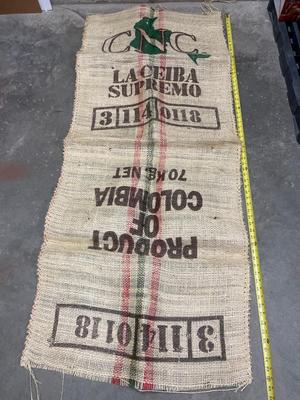 CNC
LA CEIBA
SUPREMO
3 114 0118
PRODUCT
OF
COLOMBIA
70 KG. NET
3 114 0118